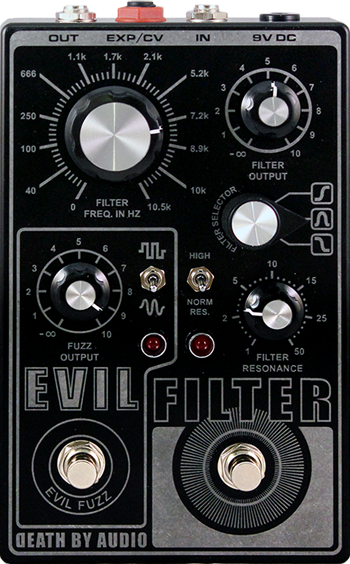 OUT EXP/CV IN 9V DC
1.1k 1.7k 2.1k
666 5.2k
250 7.2k
100 8.9k
40 10k
0 10.5k
FILTER
FREQ. IN HZ
1 2 3 4 5 6 7 8 9
-∞ 10
FILTER
OUTPUT
FILTER SELECTOR
HIGH
NORM
RES.
1 2 3 4 5 6 7 8 9
-∞ 10
FUZZ
OUTPUT
2 5 10 15 25
1 50
FILTER
RESONANCE
EVIL FILTER
EVIL FUZZ
DEATH BY AUDIO